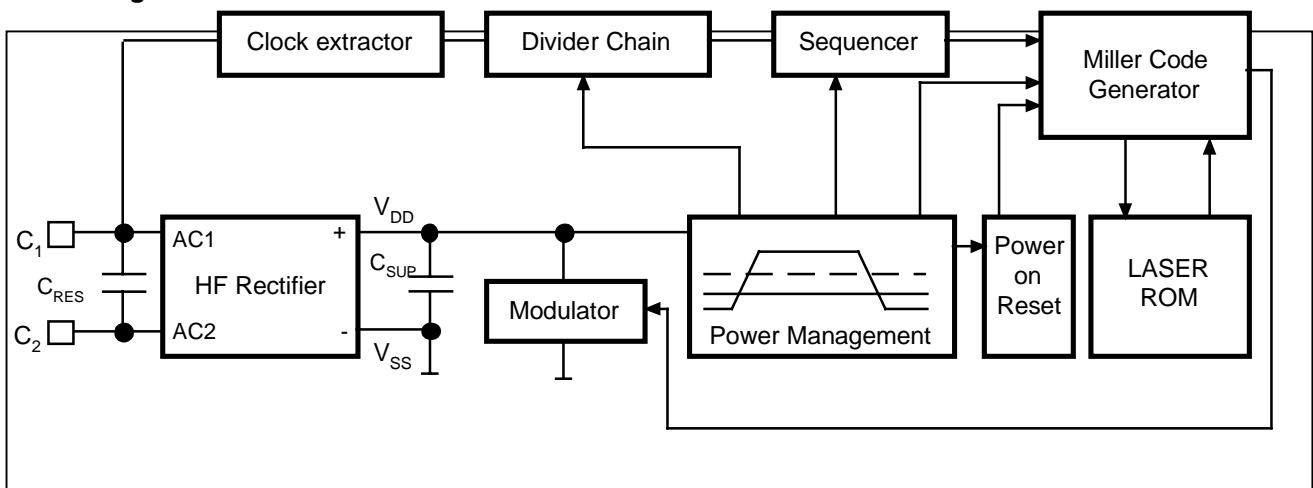 Clock extractor
Divider Chain
Sequencer
Miller Code
Generator
C1
C2
CRES
AC1
AC2
HF Rectifier
+
-
VDD
VSS
CSUP
Modulator
Power Management
Power
on
Reset
LASER
ROM